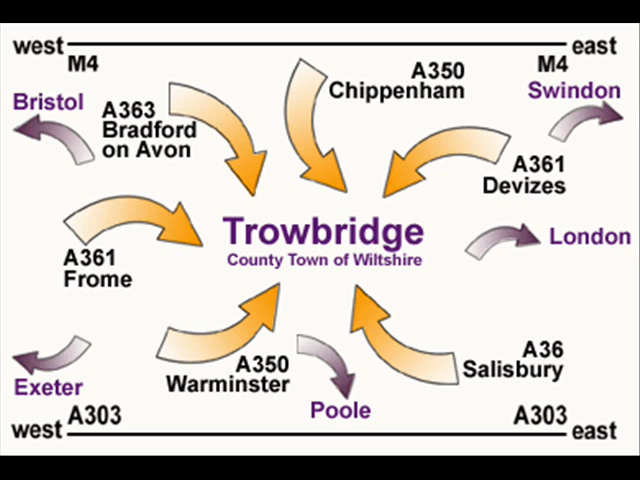 west
east
M4
M4
A350
Chippenham
Bristol
Swindon
A363
Bradford
on Avon
A361
Devizes
Trowbridge
County Town of Wiltshire
London
A361
Frome
A350
Warminster
A36
Salisbury
Exeter
Poole
A303
A303
west
east